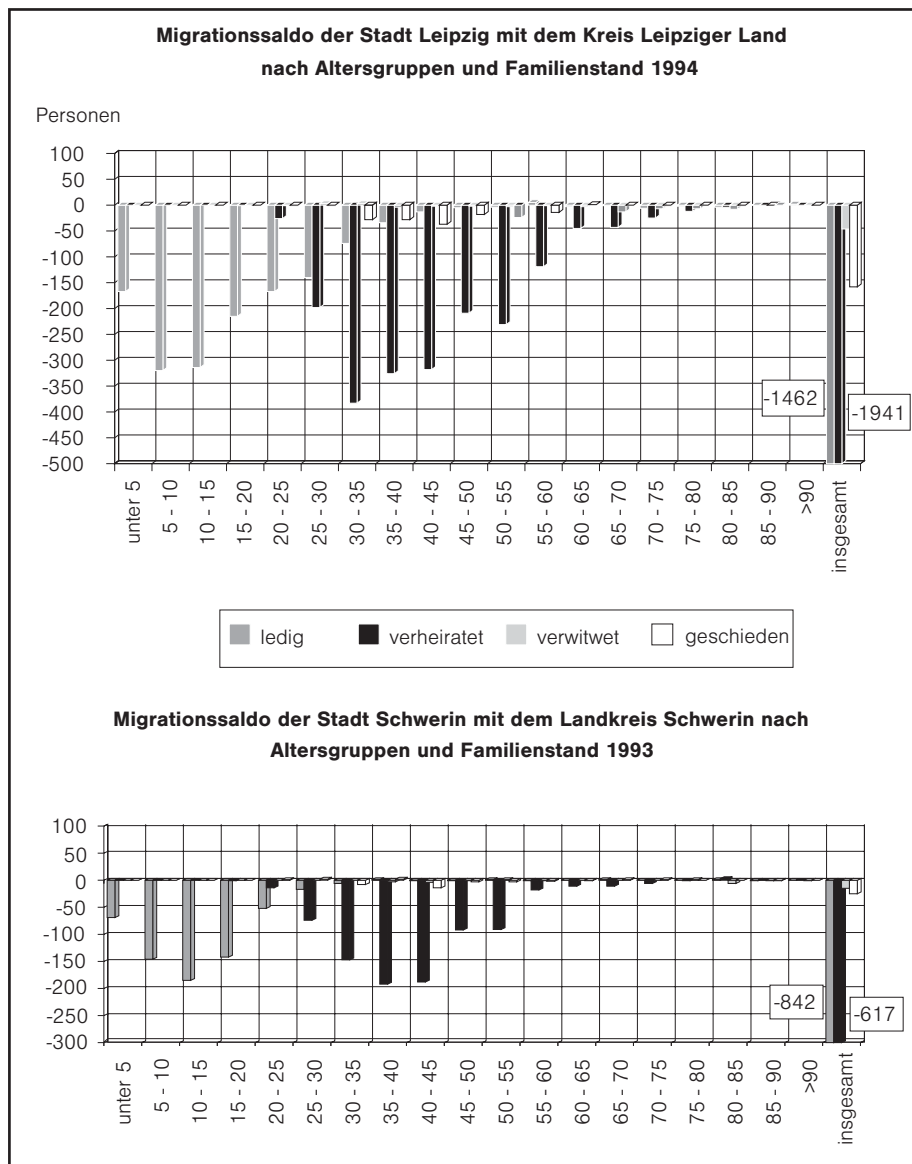 Migrationssaldo der Stadt Leipzig mit dem Kreis Leipziger Land
nach Altersgruppen und Familienstand 1994
Personen
100
50
0
-50
-100
-150
-200
-250
-300
-350
-400
-450
-500
-1462
-1941
unter 5
5 - 10
10 - 15
15 - 20
20 - 25
25 - 30
30 - 35
35 - 40
40 - 45
45 - 50
50 - 55
55 - 60
60 - 65
65 - 70
70 - 75
75 - 80
80 - 85
85 - 90
>90
insgesamt
ledig
verheiratet
verwitwet
geschieden
Migrationssaldo der Stadt Schwerin mit dem Landkreis Schwerin nach
Altersgruppen und Familienstand 1993
100
50
0
-50
-100
-150
-200
-250
-300
-842
-617
unter 5
5 - 10
10 - 15
15 - 20
20 - 25
25 - 30
30 - 35
35 - 40
40 - 45
45 - 50
50 - 55
55 - 60
60 - 65
65 - 70
70 - 75
75 - 80
80 - 85
85 - 90
>90
insgesamt